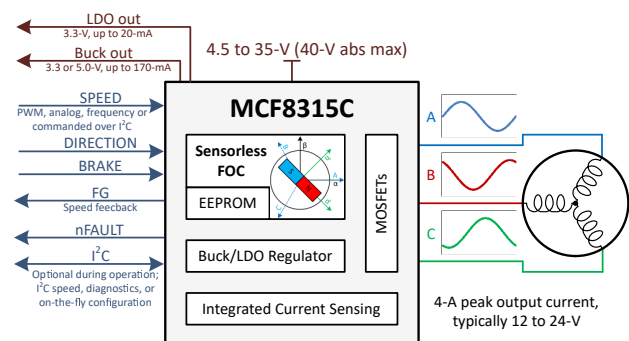 LDO out
3.3-V, up to 20-mA
Buck out
3.3 or 5.0-V, up to 170-mA
4.5 to 35-V (40-V abs max)
SPEED
PWM, analog, frequency or
commanded over I²C
DIRECTION
BRAKE
FG
Speed feecback
nFAULT
I²C
Optional during operation;
I²C speed, diagnostics, or
on-the-fly configuration
MCF8315C
Sensorless
FOC
EEPROM
β
B
d
A
α
S
N
C
q
MOSFETs
Buck/LDO Regulator
Integrated Current Sensing
A
B
C
4-A peak output current,
typically 12 to 24-V